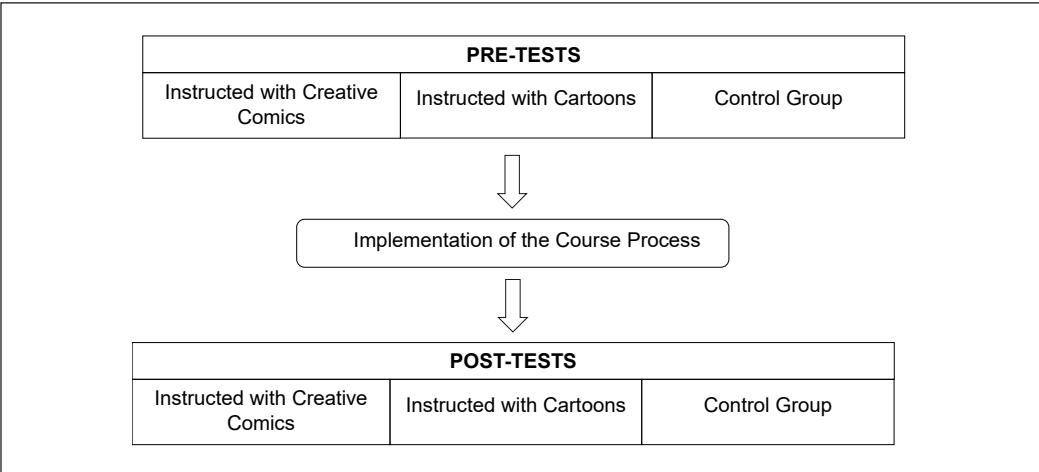 PRE-TESTS
Instructed with Creative
Comics
Instructed with Cartoons
Control Group
Implementation of the Course Process
POST-TESTS
Instructed with Creative
Comics
Instructed with Cartoons
Control Group